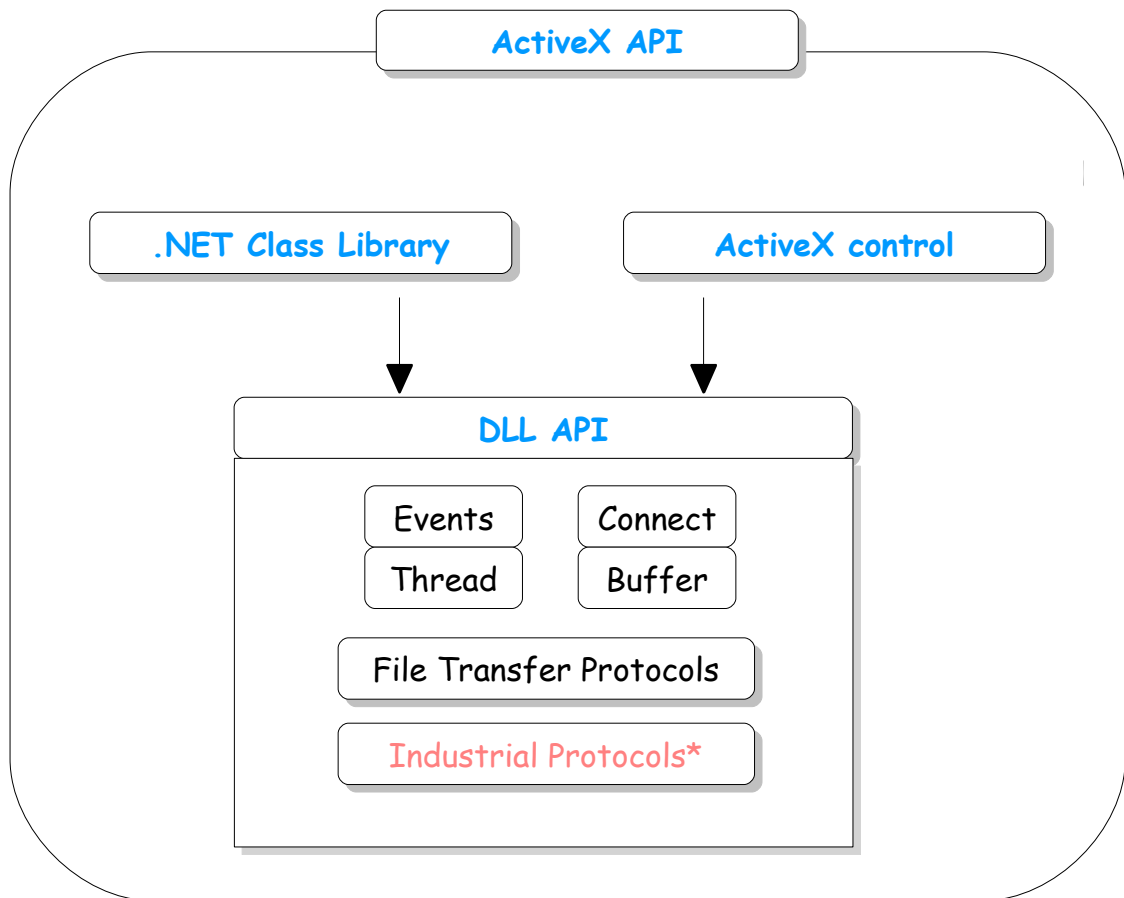 ActiveX API
.NET Class Library
ActiveX control
DLL API
Events
Connect
Thread
Buffer
File Transfer Protocols
Industrial Protocols*